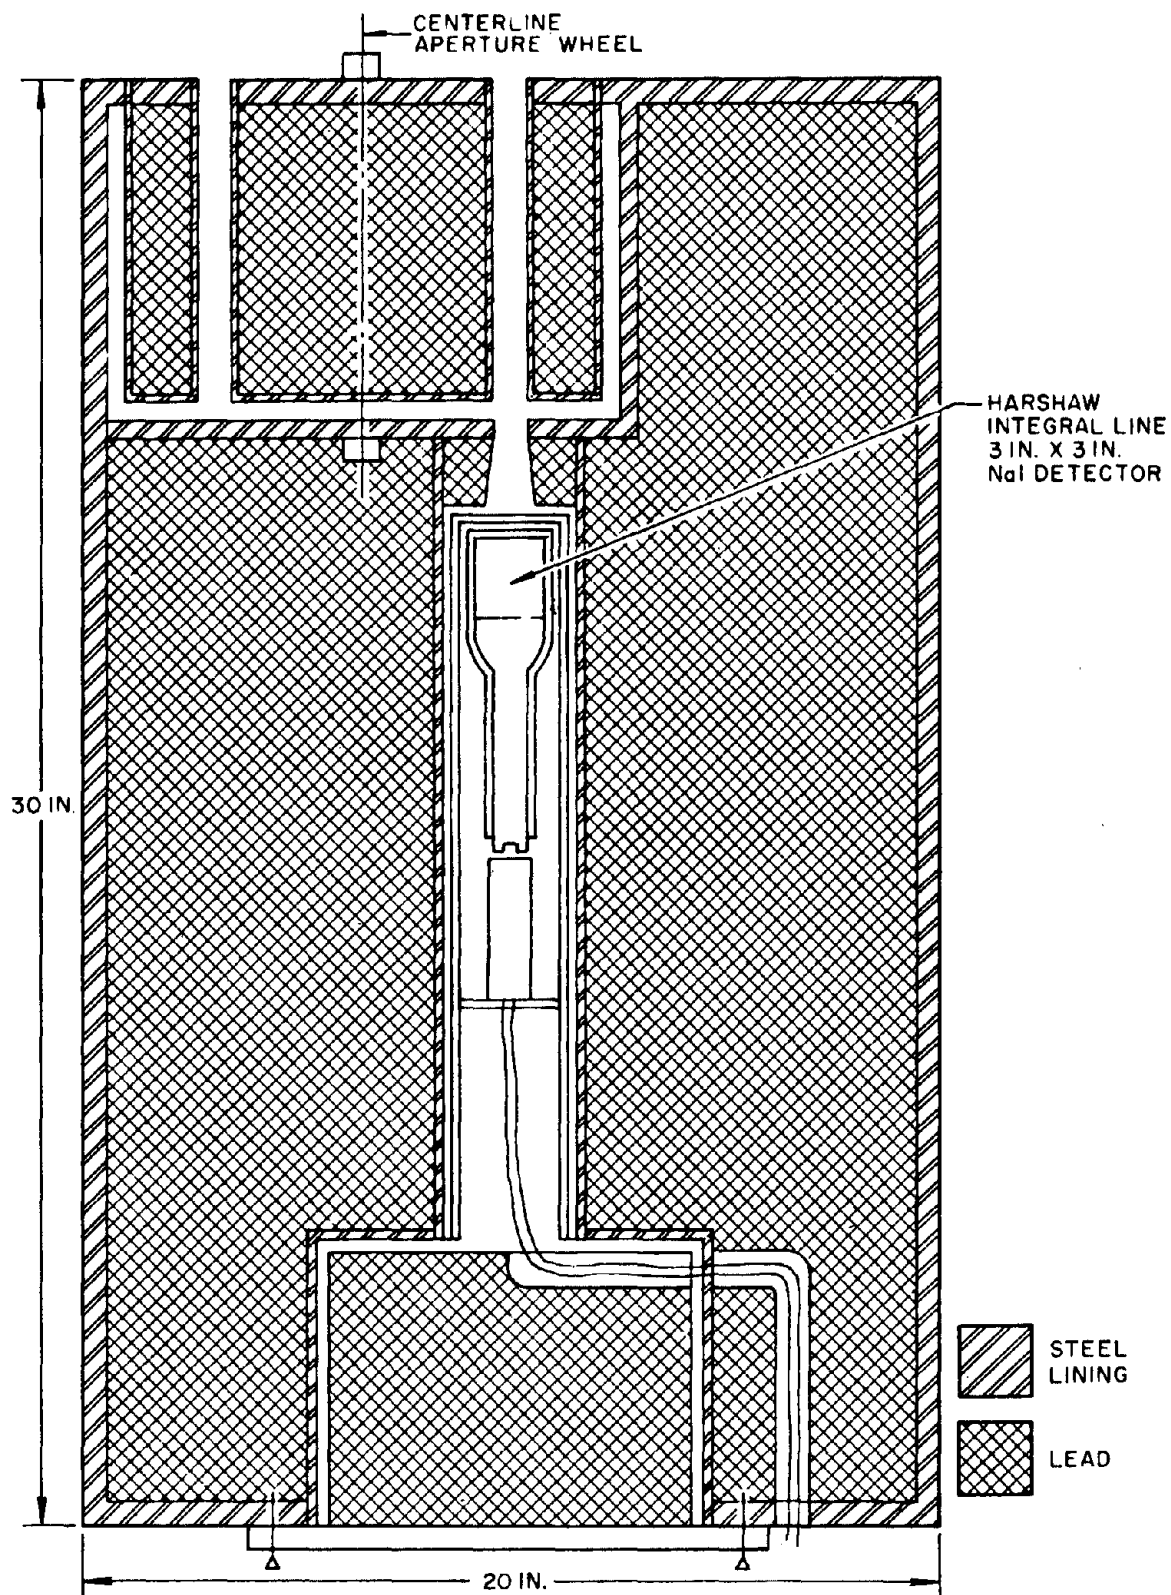 CENTERLINE
APERTURE WHEEL
HARSHAW
INTEGRAL LINE
3 IN. X 3 IN.
NaI DETECTOR
30 IN.
STEEL
LINING
LEAD
20 IN.